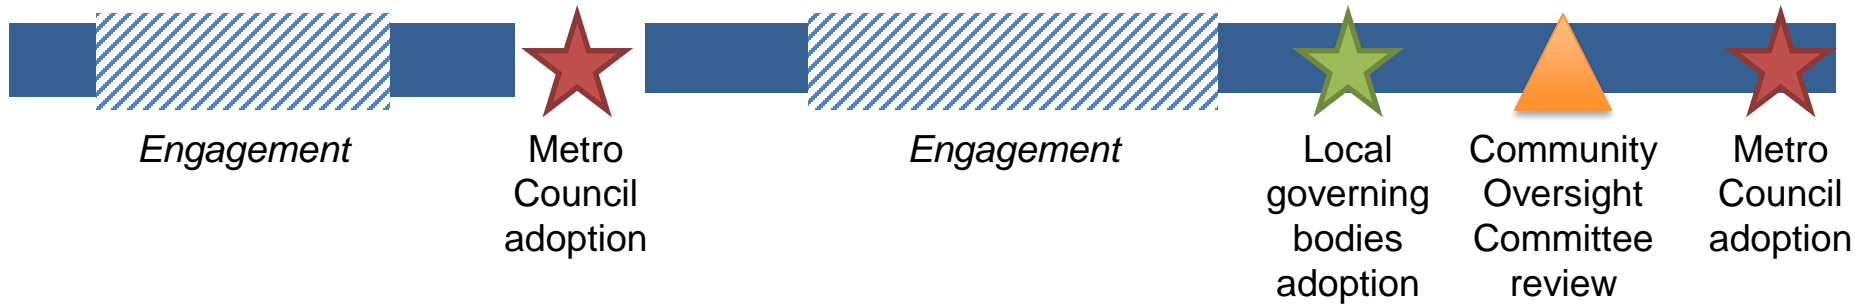 Engagement
Metro
Council
adoption
Engagement
Local
governing
bodies
adoption
Community
Oversight
Committee
review
Metro
Council
adoption